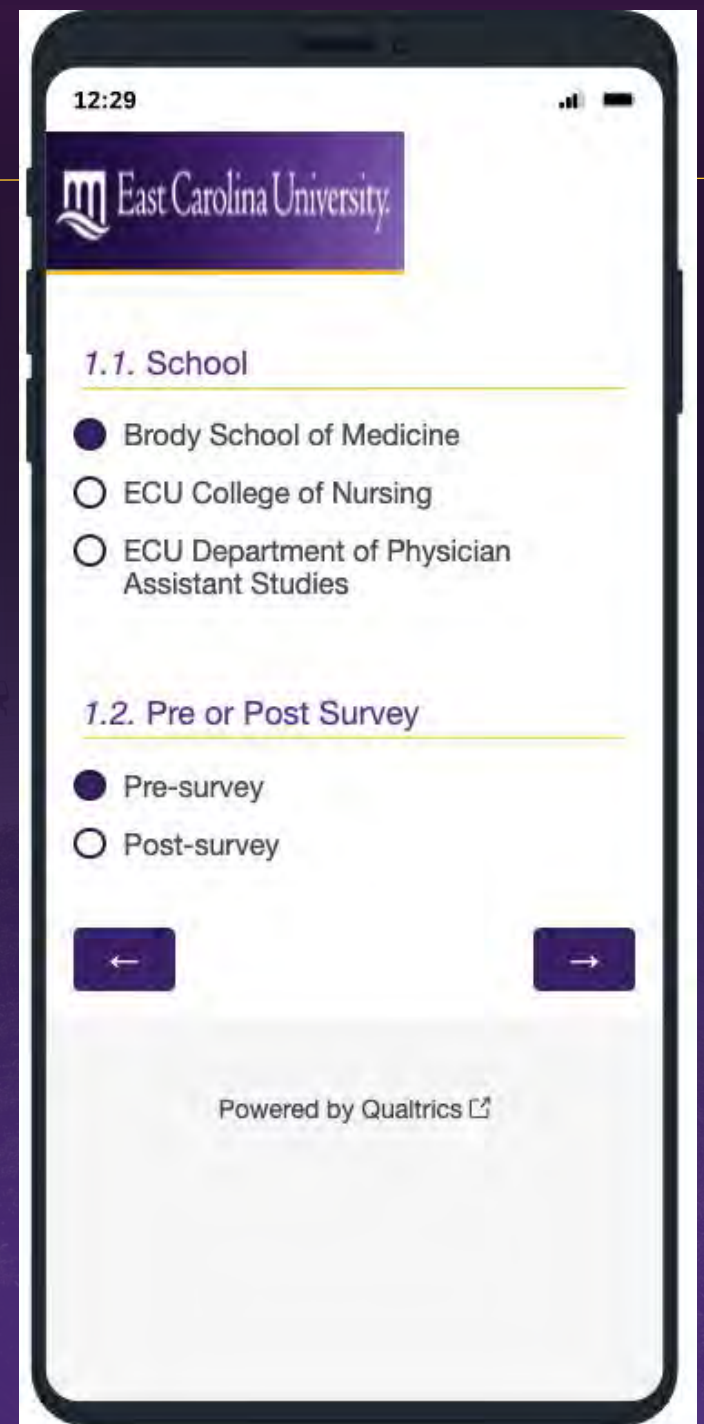 12:29
East Carolina University.
1.1. School
Brody School of Medicine
ECU College of Nursing
ECU Department of Physician
Assistant Studies
1.2. Pre or Post Survey
Pre-survey
Post-survey
← →
Powered by Qualtrics